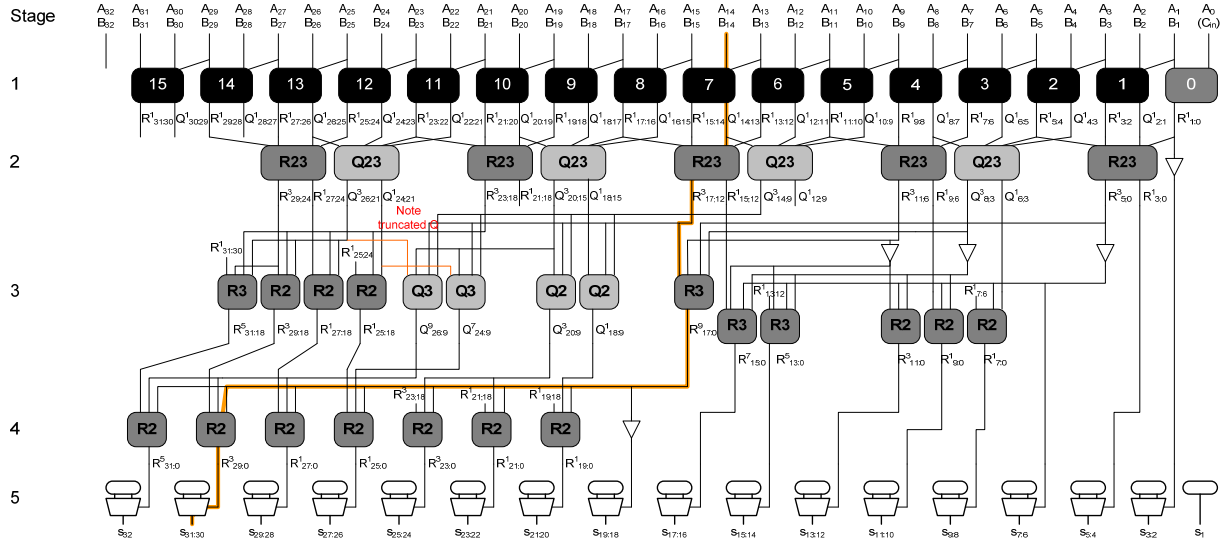 Stage
A32 A31 A30 A29 A28 A27 A26 A25 A24 A23 A22 A21 A20 A19 A18 A17 A16 A15 A14 A13 A12 A11 A10 A9 A8 A7 A6 A5 A4 A3 A2 A1 A0
B32 B31 B30 B29 B28 B27 B26 B25 B24 B23 B22 B21 B20 B19 B18 B17 B16 B15 B14 B13 B12 B11 B10 B9 B8 B7 B6 B5 B4 B3 B2 B1 (Cin)
1 15 14 13 12 11 10 9 8 7 6 5 4 3 2 1 0
R¹31:30 Q¹30:29 R¹29:28 Q¹28:27 R¹27:26 Q¹26:25 R¹25:24 Q¹24:23 R¹23:22 Q¹22:21 R¹21:20 Q¹20:19 R¹19:18 Q¹18:17 R¹17:16 Q¹16:15 R¹15:14 Q¹14:13 R¹13:12 Q¹12:11 R¹11:10 Q¹10:9 R¹9:8 Q¹8:7 R¹7:6 Q¹6:5 R¹5:4 Q¹4:3 R¹3:2 Q¹2:1 R¹1:0
2 R23 Q23 R23 Q23 R23 Q23 R23 Q23 R23
R³29:24 R¹27:24 Q³26:21 Q¹24:21 R³23:18 R¹21:18 Q³20:15 Q¹18:15 R³17:12 R¹15:12 Q³14:9 Q¹12:9 R³11:6 R¹9:6 Q³8:3 Q¹6:3 R³5:0 R¹3:0
Note
truncated Q
R¹31:30 R¹25:24
3 R3 R2 R2 R2 Q3 Q3 Q2 Q2 R3
R¹13:12 R¹7:6
R3 R3 R2 R2 R2
R⁵31:18 R³29:18 R¹27:18 R¹25:18 Q⁹26:9 Q⁷24:9 Q³20:9 Q¹18:9 R⁹17:0
R⁷15:0 R⁵13:0 R³11:0 R¹9:0 R¹7:0
R³23:18 R¹21:18 R¹19:18
4 R2 R2 R2 R2 R2 R2 R2
R⁵31:0 R³29:0 R¹27:0 R¹25:0 R³23:0 R¹21:0 R¹19:0
5
S32 S31:30 S29:28 S27:26 S25:24 S23:22 S21:20 S19:18 S17:16 S15:14 S13:12 S11:10 S9:8 S7:6 S5:4 S3:2 S1